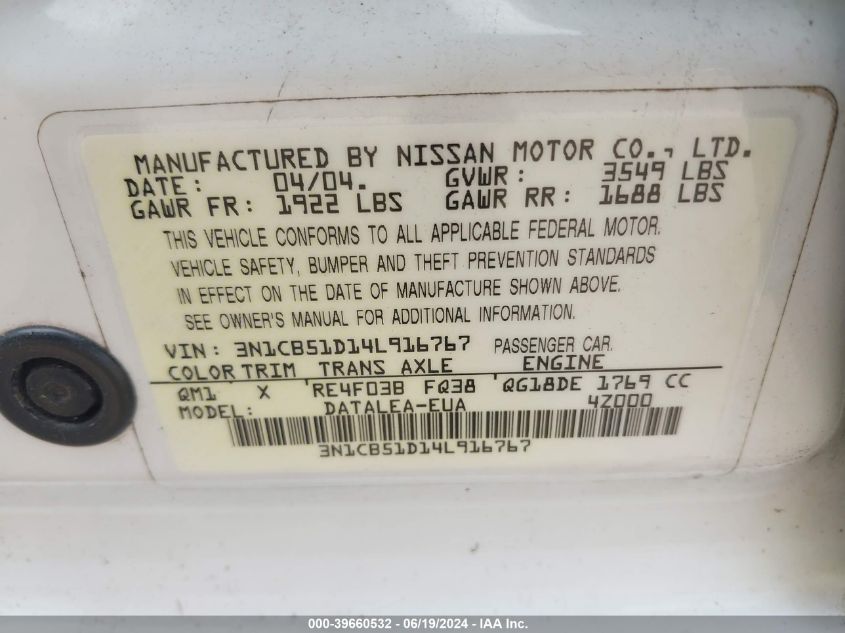 MANUFACTURED BY NISSAN MOTOR CO., LTD.
DATE: 04/04. GVWR: 3549 LBS
GAWR FR: 1922 LBS GAWR RR: 1688 LBS
THIS VEHICLE CONFORMS TO ALL APPLICABLE FEDERAL MOTOR
VEHICLE SAFETY, BUMPER AND THEFT PREVENTION STANDARDS
IN EFFECT ON THE DATE OF MANUFACTURE SHOWN ABOVE.
SEE OWNER'S MANUAL FOR ADDITIONAL INFORMATION.
VIN: 3N1CB51D14L916767 PASSENGER CAR.
COLOR TRIM TRANS AXLE ENGINE
QM1 X RE4F03B FQ38 QG18DE 1769 CC
MODEL: DATALEA-EUA 4Z000
3N1CB51D14L916767
000-39660532 - 06/19/2024 - IAA Inc.